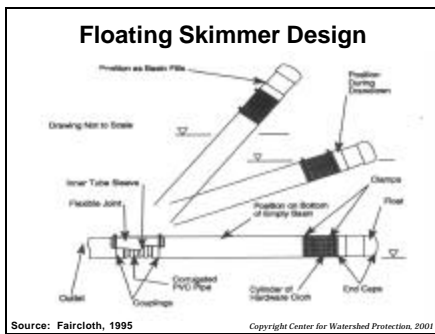 Floating Skimmer Design
Position as Basin Fills
Position
During
Drawdown
Drawing Not to Scale
Inner Tube Sleeve
Flexible Joint
Clamps
Position on Bottom
of Empty Basin
Float
Outlet
Corrugated
PVC Pipe
Couplings
Cylinder of
Hardware Cloth
End Caps
Source: Faircloth, 1995
Copyright Center for Watershed Protection, 2001